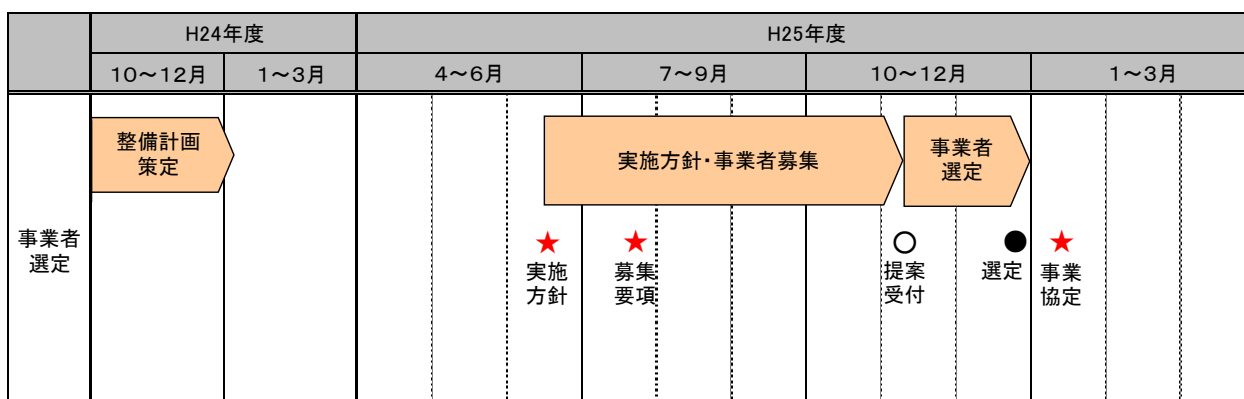 H24年度
H25年度
10～12月
1～3月
4～6月
7～9月
10～12月
1～3月
整備計画
策定
実施方針・事業者募集
事業者
選定
事業者
選定
★
★
○
●
★
実施
方針
募集
要項
提案
受付
選定
事業
協定